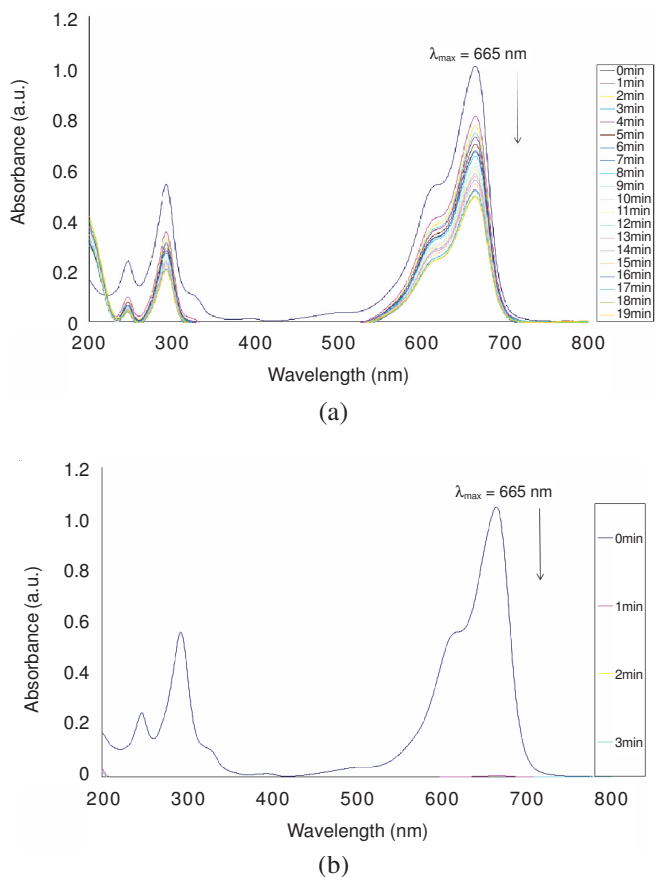 1.2
1.0
0.8
0.6
0.4
0.2
0
Absorbance (a.u.)
λmax = 665 nm
0min
1min
2min
3min
4min
5min
6min
7min
8min
9min
10min
11min
12min
13min
14min
15min
16min
17min
18min
19min
200 300 400 500 600 700 800
Wavelength (nm)
(a)
1.2
1.0
0.8
0.6
0.4
0.2
0
Absorbance (a.u.)
λmax = 665 nm
0min
1min
2min
3min
200 300 400 500 600 700 800
Wavelength (nm)
(b)